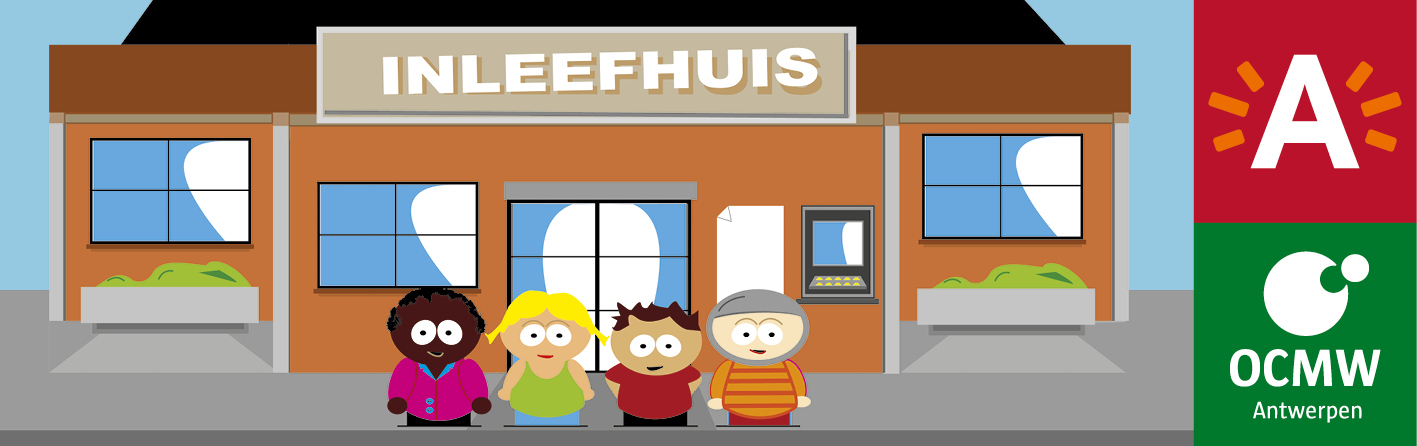 INLEEFHUIS
A
OCMW
Antwerpen